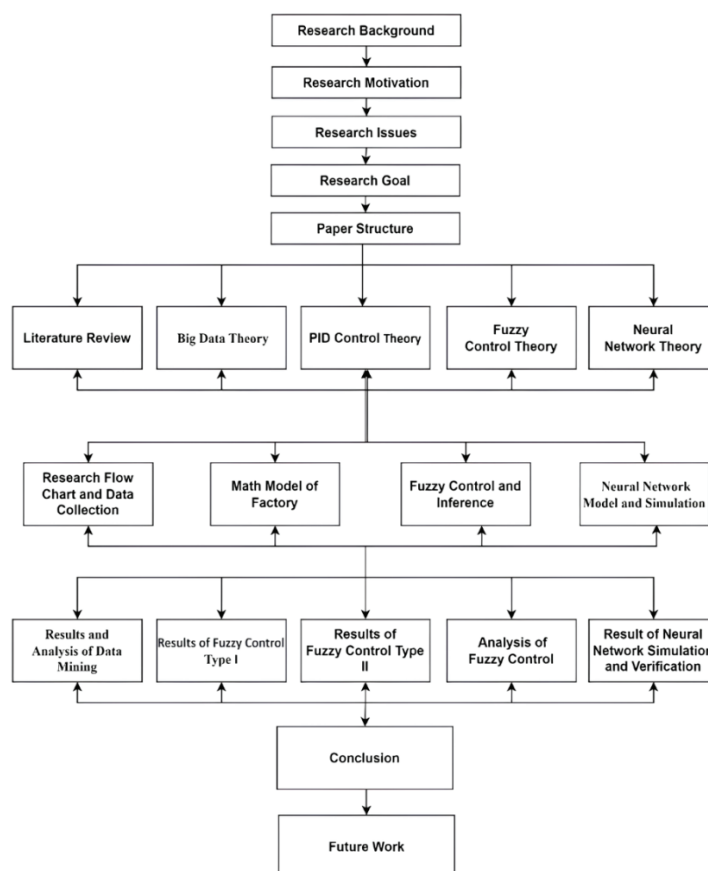 Research Background
Research Motivation
Research Issues
Research Goal
Paper Structure
Literature Review
Big Data Theory
PID Control Theory
Fuzzy
Control Theory
Neural
Network Theory
Research Flow
Chart and Data
Collection
Math Model of
Factory
Fuzzy Control and
Inference
Neural Network
Model and Simulation
Results and
Analysis of Data
Mining
Results of Fuzzy Control
Type I
Results of
Fuzzy Control Type
II
Analysis of
Fuzzy Control
Result of Neural
Network Simulation
and Verification
Conclusion
Future Work